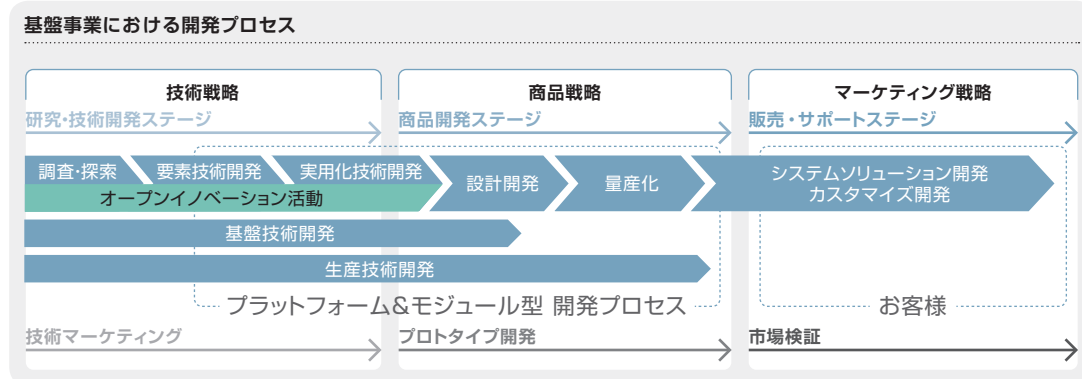 基盤事業における開発プロセス
技術戦略
商品戦略
マーケティング戦略
研究・技術開発ステージ
商品開発ステージ
販売・サポートステージ
調査・探索
要素技術開発
実用化技術開発
設計開発
量産化
システムソリューション開発
カスタマイズ開発
オープンイノベーション活動
基盤技術開発
生産技術開発
プラットフォーム&モジュール型 開発プロセス
お客様
技術マーケティング
プロトタイプ開発
市場検証